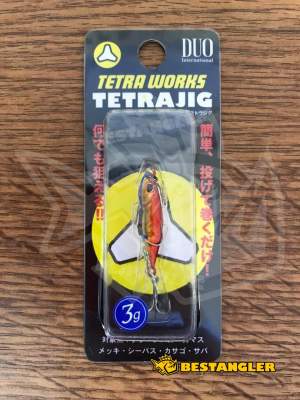 DUO
International
TETRA WORKS
TETRAJIG
簡単、投げて巻くだけ!
何でも狙える!!
3g
メッキ・シーバス・カサゴ・サバ
BESTANGLER